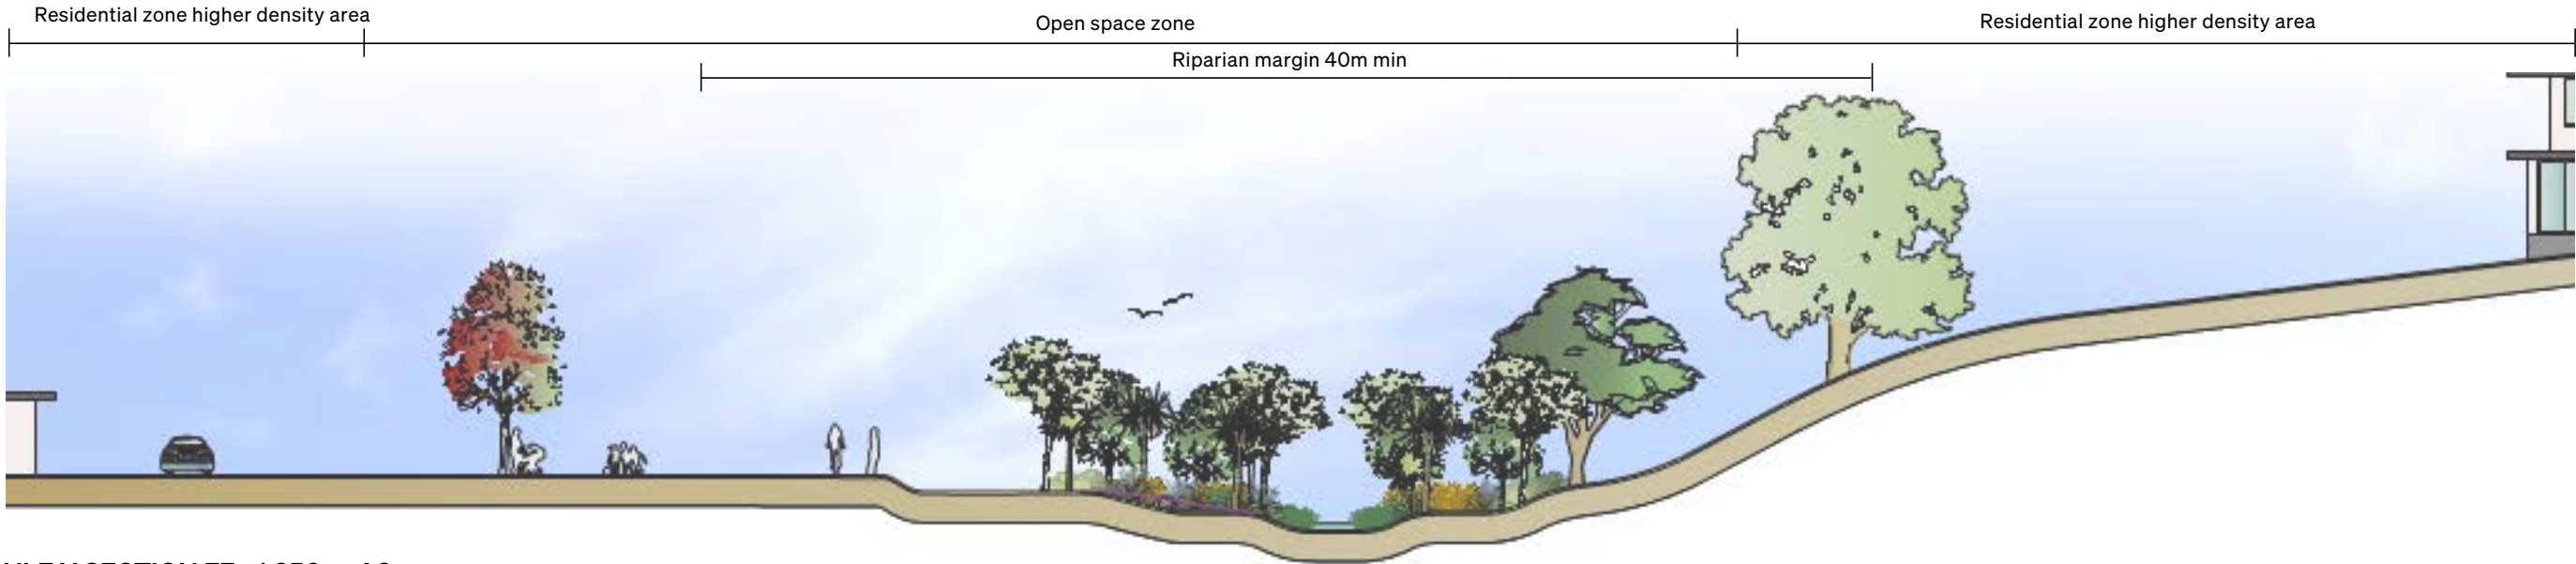 Residential zone higher density area
Open space zone
Residential zone higher density area
Riparian margin 40m min